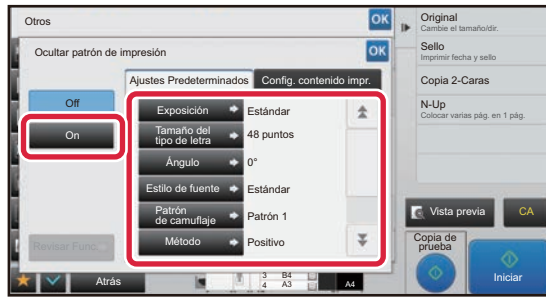 Otros
OK
Ocultar patrón de impresión
OK
Ajustes Predeterminados
Config. contenido impr.
Off
On
Exposición
Estándar
Tamaño del
tipo de letra
48 puntos
Ángulo
0°
Estilo de fuente
Estándar
Patrón
de camuflaje
Patrón 1
Método
Positivo
Revisar Func.
Atrás
3 B4
4 A3
A4
Original
Cambie el tamaño/dir.
Sello
Imprimir fecha y sello
Copia 2-Caras
N-Up
Colocar varias pág. en 1 pág.
Vista previa
CA
Copia de
prueba
Iniciar